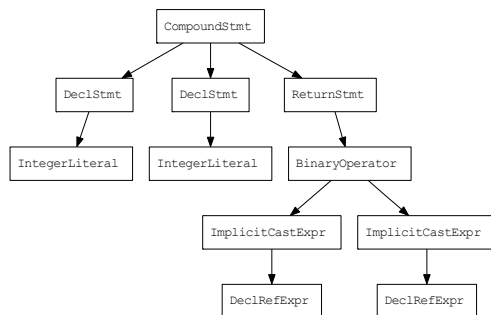 CompoundStmt
DeclStmt
DeclStmt
ReturnStmt
IntegerLiteral
IntegerLiteral
BinaryOperator
ImplicitCastExpr
ImplicitCastExpr
DeclRefExpr
DeclRefExpr